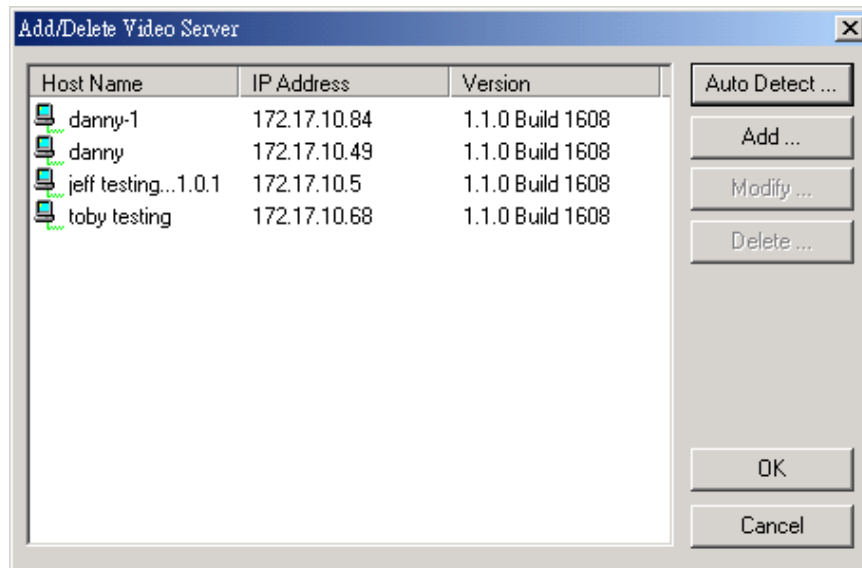 Add/Delete Video Server
Host Name IP Address Version
danny-1 172.17.10.84 1.1.0 Build 1608
danny 172.17.10.49 1.1.0 Build 1608
jeff testing...1.0.1 172.17.10.5 1.1.0 Build 1608
toby testing 172.17.10.68 1.1.0 Build 1608
Auto Detect ...
Add ...
Modify ...
Delete ...
OK
Cancel